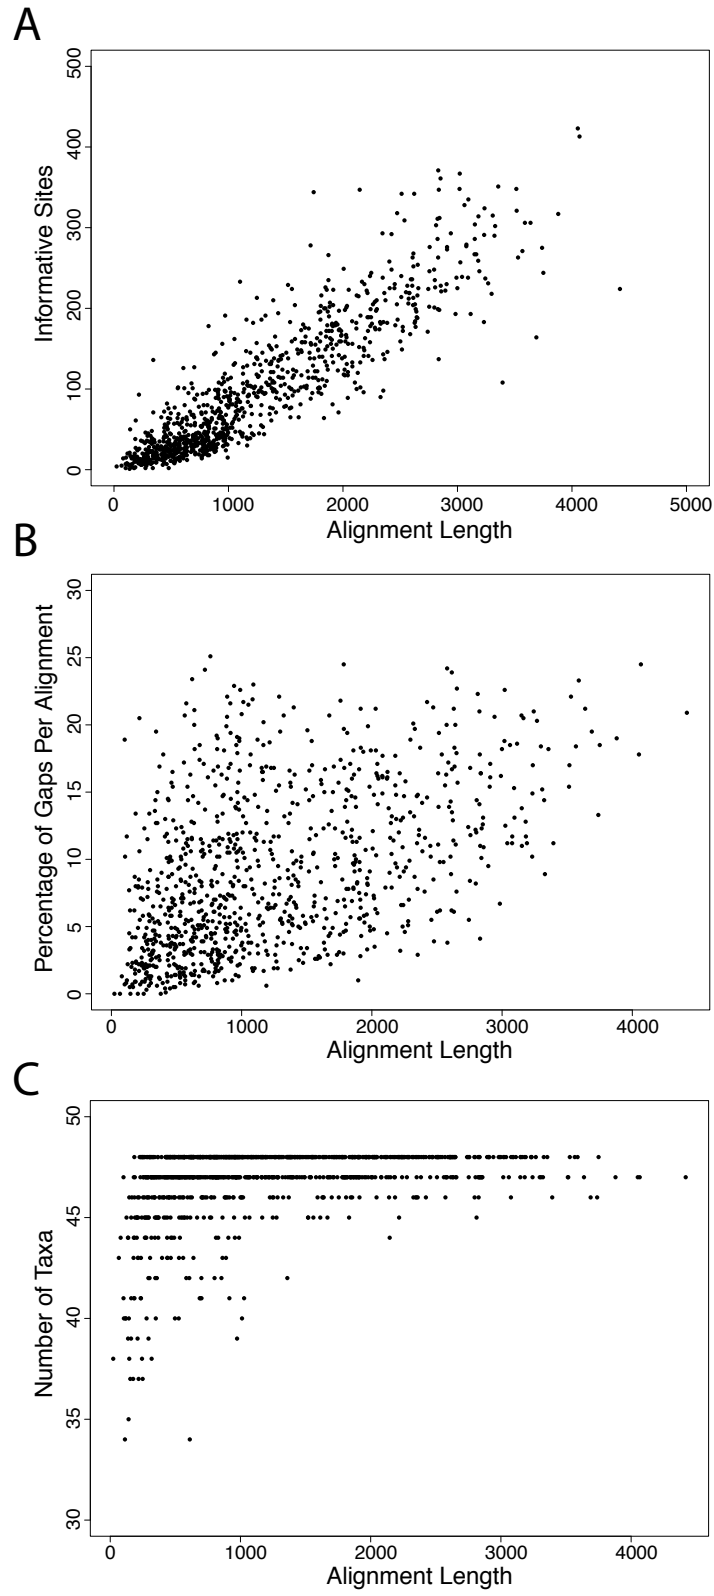 A
500
400
300
200
100
0
Informative Sites
0 1000 2000 3000 4000 5000
Alignment Length
B
30
25
20
15
10
5
0
Percentage of Gaps Per Alignment
0 1000 2000 3000 4000
Alignment Length
C
50
45
40
35
30
Number of Taxa
0 1000 2000 3000 4000
Alignment Length